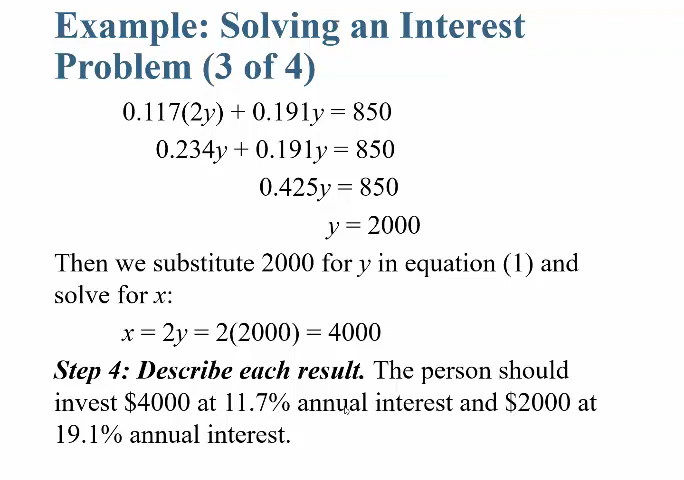 Example: Solving an Interest
Problem (3 of 4)
0.117(2y) + 0.191y = 850
0.234y + 0.191y = 850
0.425y = 850
y = 2000
Then we substitute 2000 for y in equation (1) and
solve for x:
x = 2y = 2(2000) = 4000
Step 4: Describe each result. The person should
invest $4000 at 11.7% annual interest and $2000 at
19.1% annual interest.